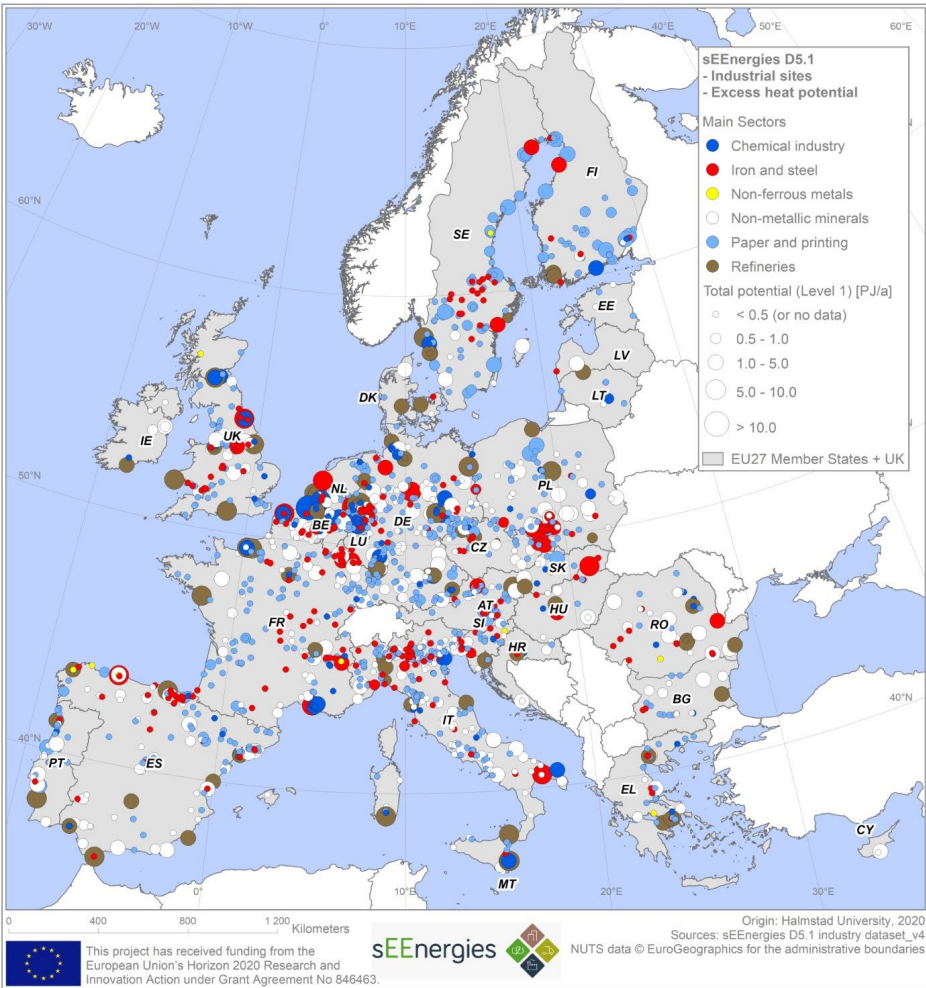 30°W
20°W
10°W
0°
10°E
20°E
30°E
40°E
50°E
60°N
50°N
40°N
40°N
sEEnergies D5.1
- Industrial sites
- Excess heat potential
Main Sectors
Chemical industry
Iron and steel
Non-ferrous metals
Non-metallic minerals
Paper and printing
Refineries
Total potential (Level 1) [PJ/a]
< 0.5 (or no data)
0.5 - 1.0
1.0 - 5.0
5.0 - 10.0
> 10.0
EU27 Member States + UK
FI
SE
EE
LV
LT
DK
IE
UK
NL
PL
BE
DE
LU
CZ
SK
AT
HU
FR
SI
RO
HR
BG
IT
PT
ES
EL
CY
MT
0°
10°E
20°E
30°E
0
400
800
1.200
Kilometers
This project has received funding from the
European Union's Horizon 2020 Research and
Innovation Action under Grant Agreement No 846463.
sEEnergies
Origin: Halmstad University, 2020
Sources: sEEnergies D5.1 industry dataset_v4
NUTS data © EuroGeographics for the administrative boundaries